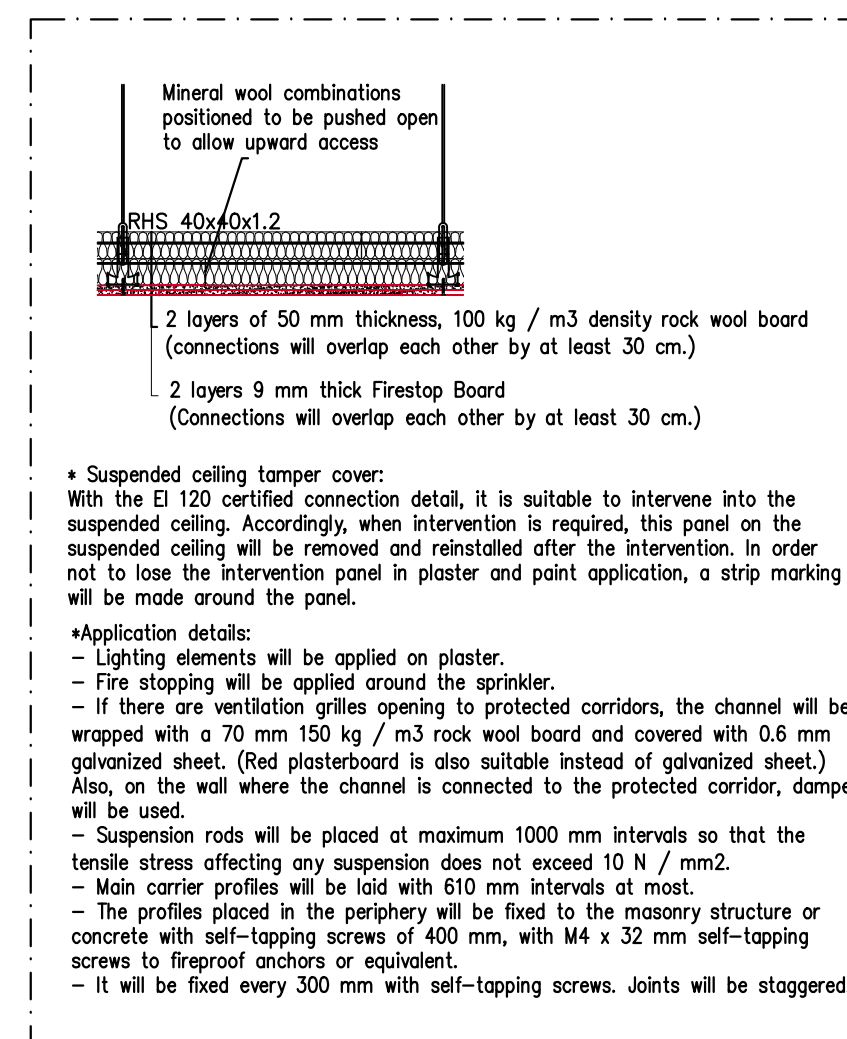 Mineral wool combinations
positioned to be pushed open
to allow upward access
RHS 40x40x1.2
2 layers of 50 mm thickness, 100 kg / m3 density rock wool board
(connections will overlap each other by at least 30 cm.)
2 layers 9 mm thick Firestop Board
(Connections will overlap each other by at least 30 cm.)
* Suspended ceiling tamper cover:
With the EI 120 certified connection detail, it is suitable to intervene into the
suspended ceiling. Accordingly, when intervention is required, this panel on the
suspended ceiling will be removed and reinstalled after the intervention. In order
not to lose the intervention panel in plaster and paint application, a strip marking
will be made around the panel.
*Application details:
– Lighting elements will be applied on plaster.
– Fire stopping will be applied around the sprinkler.
– If there are ventilation grilles opening to protected corridors, the channel will be
wrapped with a 70 mm 150 kg / m3 rock wool board and covered with 0.6 mm
galvanized sheet. (Red plasterboard is also suitable instead of galvanized sheet.)
Also, on the wall where the channel is connected to the protected corridor, dampe
will be used.
– Suspension rods will be placed at maximum 1000 mm intervals so that the
tensile stress affecting any suspension does not exceed 10 N / mm2.
– Main carrier profiles will be laid with 610 mm intervals at most.
– The profiles placed in the periphery will be fixed to the masonry structure or
concrete with self–tapping screws of 400 mm, with M4 x 32 mm self–tapping
screws to fireproof anchors or equivalent.
– It will be fixed every 300 mm with self–tapping screws. Joints will be staggered